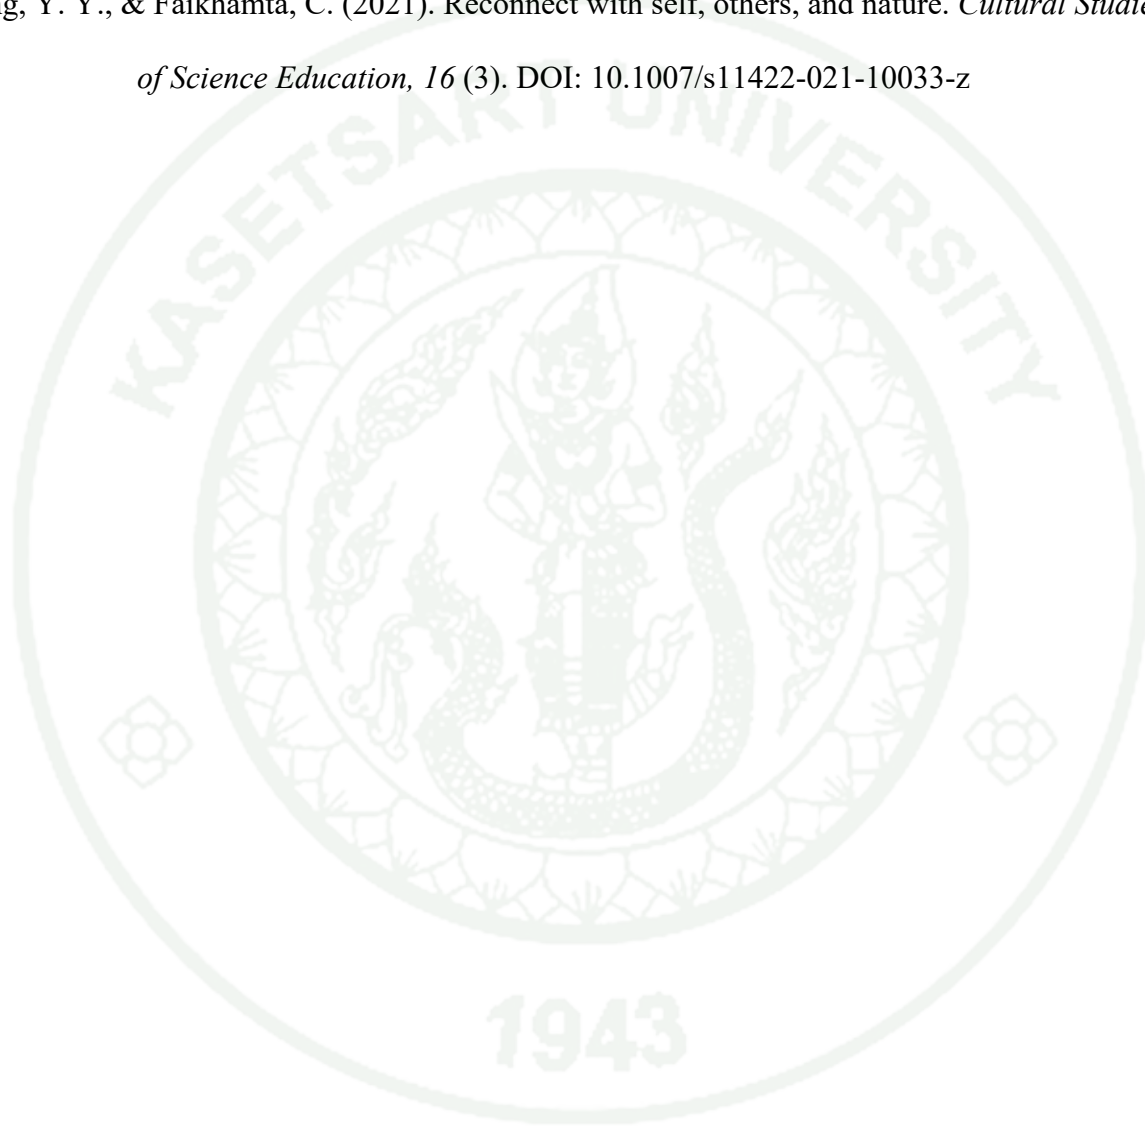 Y. Y., & Faikhamta, C. (2021). Reconnect with self, others, and nature. Cultural
of Science Education, 16 (3). DOI: 10.1007/s11422-021-10033-z
KASETSART UNIVERSITY
1943